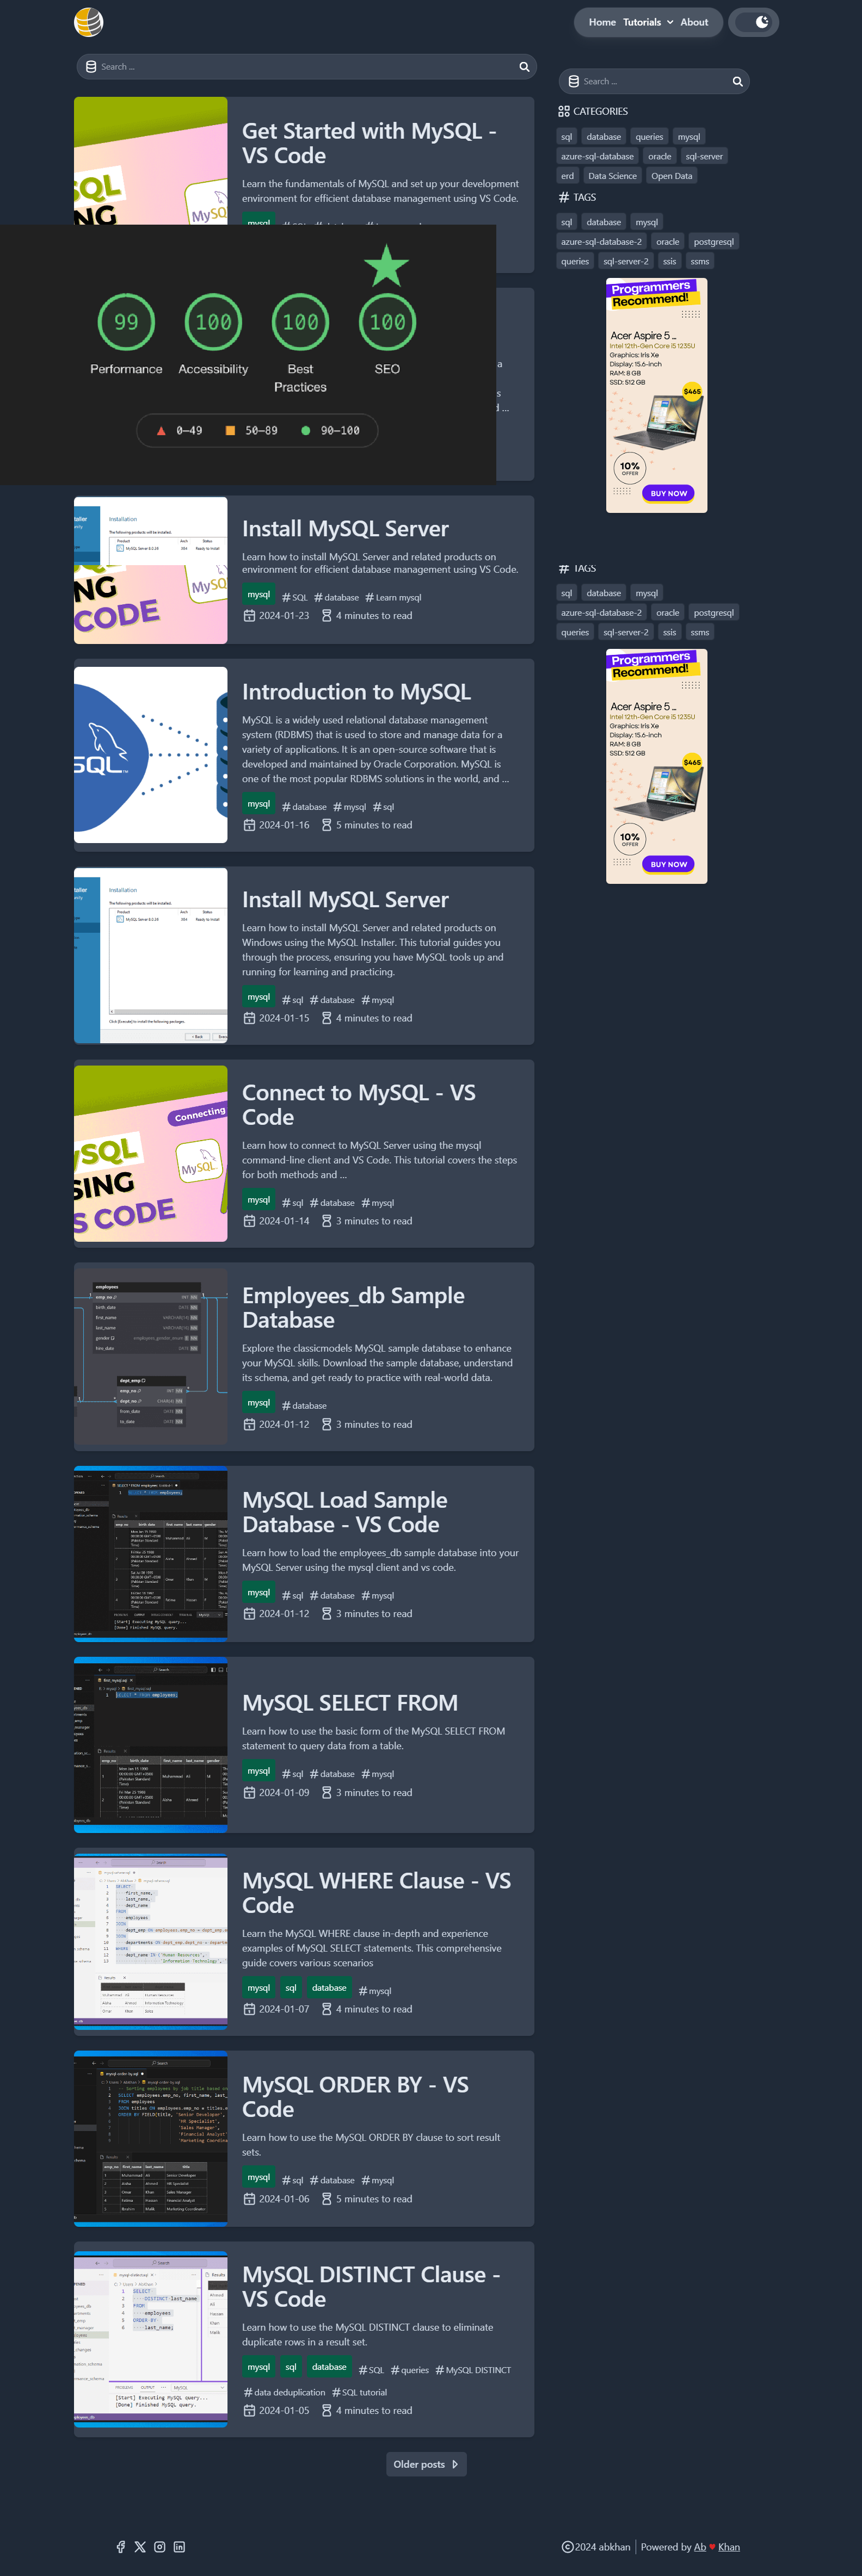 Home Tutorials About
Search ...
Get Started with MySQL -
VS Code
Learn the fundamentals of MySQL and set up your development
environment for efficient database management using VS Code.
mysql
99 100 100 100
Performance Accessibility Best
Practices SEO
0–49 50–89 90–100
Install MySQL Server
Learn how to install MySQL Server and related products on
environment for efficient database management using VS Code.
mysql # SQL # database # Learn mysql
2024-01-23 4 minutes to read
Introduction to MySQL
MySQL is a widely used relational database management
system (RDBMS) that is used to store and manage data for a
variety of applications. It is an open-source software that is
developed and maintained by Oracle Corporation. MySQL is
one of the most popular RDBMS solutions in the world, and ...
mysql # database # mysql # sql
2024-01-16 5 minutes to read
Install MySQL Server
Learn how to install MySQL Server and related products on
Windows using the MySQL Installer. This tutorial guides you
through the process, ensuring you have MySQL tools up and
running for learning and practicing.
mysql # sql # database # mysql
2024-01-15 4 minutes to read
Connecting
SQL
USING
CODE
MySQL
Connect to MySQL - VS
Code
Learn how to connect to MySQL Server using the mysql
command-line client and VS Code. This tutorial covers the steps
for both methods and ...
mysql # sql # database # mysql
2024-01-14 3 minutes to read
Employees_db Sample
Database
Explore the classicmodels MySQL sample database to enhance
your MySQL skills. Download the sample database, understand
its schema, and get ready to practice with real-world data.
mysql # database
2024-01-12 3 minutes to read
MySQL Load Sample
Database - VS Code
Learn how to load the employees_db sample database into your
MySQL Server using the mysql client and vs code.
mysql # sql # database # mysql
2024-01-12 3 minutes to read
MySQL SELECT FROM
Learn how to use the basic form of the MySQL SELECT FROM
statement to query data from a table.
mysql # sql # database # mysql
2024-01-09 3 minutes to read
MySQL WHERE Clause - VS
Code
Learn the MySQL WHERE clause in-depth and experience
examples of MySQL SELECT statements. This comprehensive
guide covers various scenarios
mysql sql database # mysql
2024-01-07 4 minutes to read
MySQL ORDER BY - VS
Code
Learn how to use the MySQL ORDER BY clause to sort result
sets.
mysql # sql # database # mysql
2024-01-06 5 minutes to read
MySQL DISTINCT Clause -
VS Code
Learn how to use the MySQL DISTINCT clause to eliminate
duplicate rows in a result set.
mysql sql database # SQL # queries # MySQL DISTINCT
# data deduplication # SQL tutorial
2024-01-05 4 minutes to read
Older posts
Search ...
CATEGORIES
sql database queries mysql
azure-sql-database oracle sql-server
erd Data Science Open Data
# TAGS
sql database mysql
azure-sql-database-2 oracle postgresql
queries sql-server-2 ssis ssms
Programmers
Recommend!
Acer Aspire 5 ...
Intel 12th-Gen Core i5 1235U
Graphics: Iris Xe
Display: 15.6-inch
RAM: 8 GB
SSD: 512 GB
$465
10%
OFFER
BUY NOW
# TAGS
sql database mysql
azure-sql-database-2 oracle postgresql
queries sql-server-2 ssis ssms
Programmers
Recommend!
Acer Aspire 5 ...
Intel 12th-Gen Core i5 1235U
Graphics: Iris Xe
Display: 15.6-inch
RAM: 8 GB
SSD: 512 GB
$465
10%
OFFER
BUY NOW
© 2024 abkhan | Powered by Ab Khan